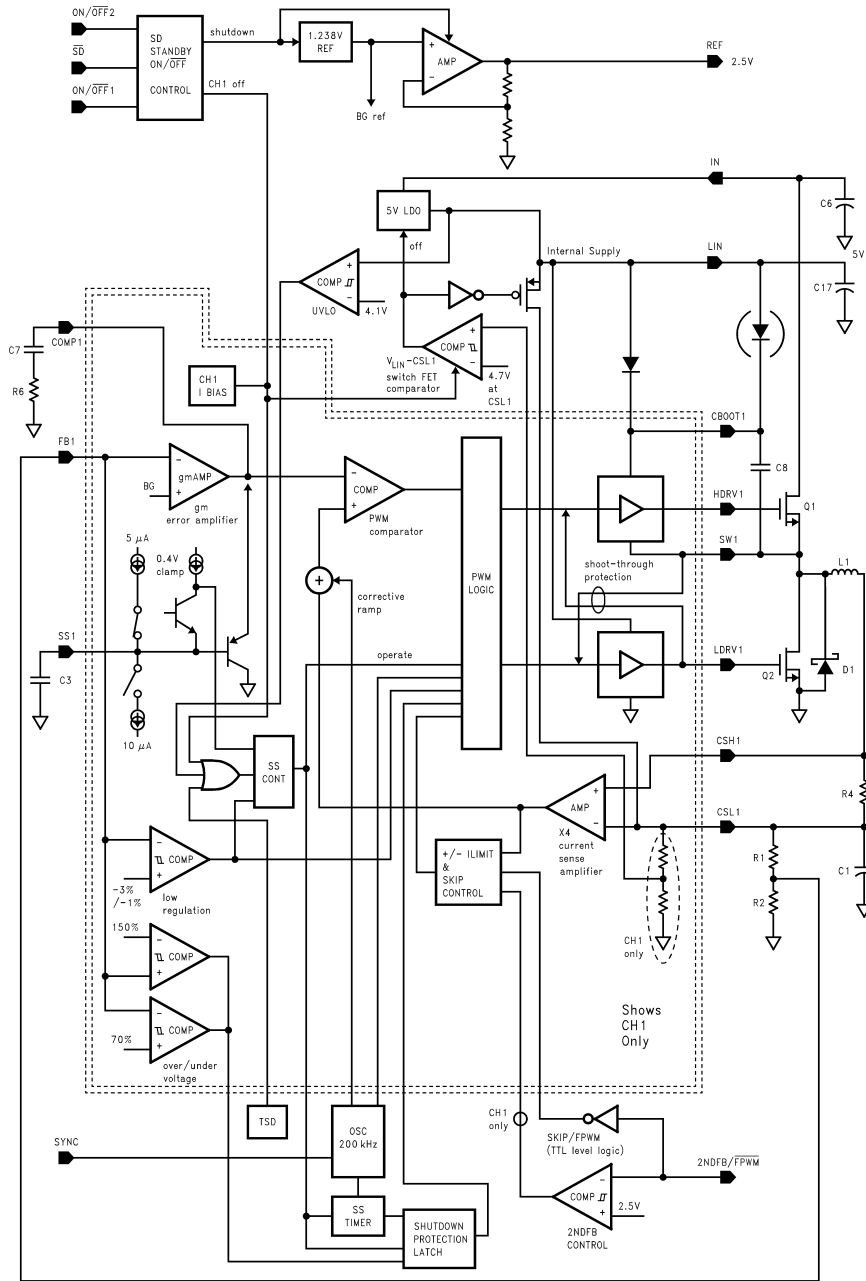 ON/OFF2
SD
ON/OFF1
SD
STANDBY
ON/OFF
CONTROL
shutdown
CH1 off
1.238V
REF
BG ref
+
-
AMP
REF
2.5V
IN
5V LDO
off
C6
5V
Internal Supply
LIN
C17
+
COMP
-
UVLO
4.1V
COMP1
C7
R6
CH1
I BIAS
+
COMP
-
VLIN-CSL1
switch FET
comparator
4.7V
at
CSL1
CBOOT1
C8
FB1
-
gmAMP
+
BG
gm
error amplifier
-
COMP
+
PWM
comparator
PWM
LOGIC
HDRV1
Q1
SW1
L1
shoot-through
protection
5 μA
0.4V
clamp
+
corrective
ramp
SS1
C3
10 μA
operate
LDRV1
Q2
D1
SS
CONT
CSH1
R4
+
AMP
-
X4
current
sense
amplifier
CSL1
R1
R2
C1
-
COMP
+
-3%
/-1%
low
regulation
+/- ILIMIT
&
SKIP
CONTROL
CH1
only
150%
-
COMP
+
-
COMP
+
70%
over/under
voltage
Shows
CH1
Only
TSD
OSC
200 kHz
SYNC
SS
TIMER
SHUTDOWN
PROTECTION
LATCH
CH1
only
SKIP/FPWM
(TTL level logic)
-
COMP
+
2.5V
2NDFB
CONTROL
2NDFB/FPWM